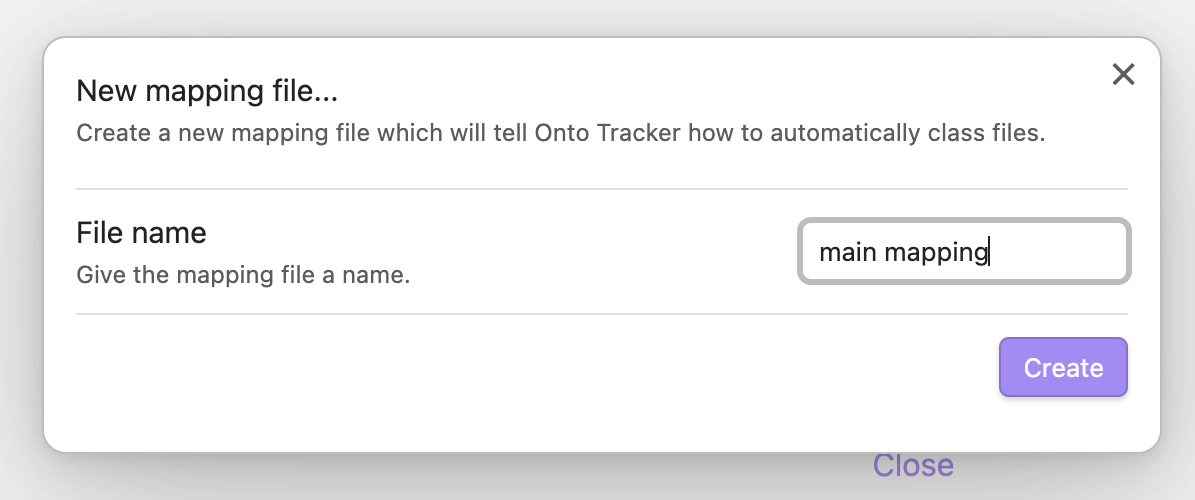 New mapping file...
Create a new mapping file which will tell Onto Tracker how to automatically class files.
File name
Give the mapping file a name.
main mapping
Create
Close